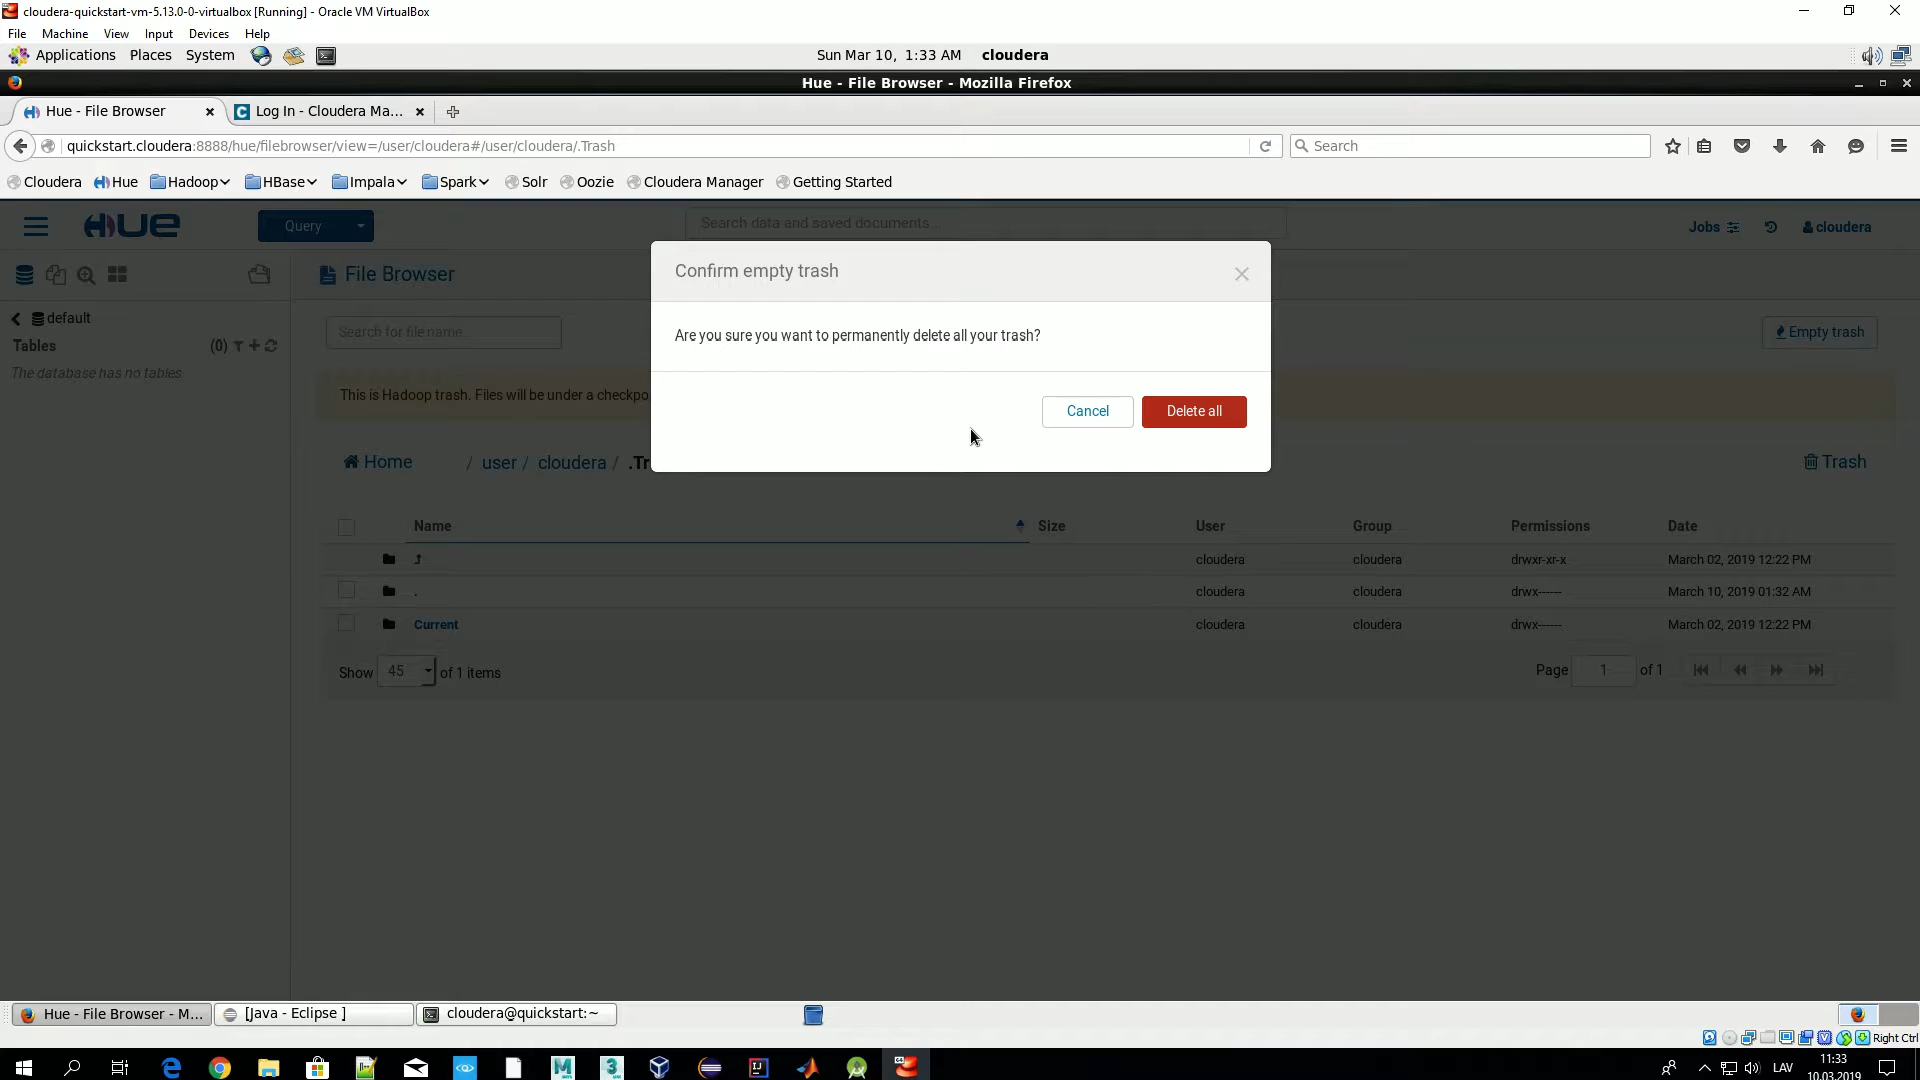 cloudera-quickstart-vm-5.13.0-0-virtualbox [Running] - Oracle VM VirtualBox
File Machine View Input Devices Help
Applications Places System Sun Mar 10, 1:33 AM cloudera
Hue - File Browser - Mozilla Firefox
Hue - File Browser Log In - Cloudera Ma...
quickstart.cloudera:8888/hue/filebrowser/view=/user/cloudera#/user/cloudera/.Trash Search
Cloudera Hue Hadoop HBase Impala Spark Solr Oozie Cloudera Manager Getting Started
HUE Query Search data and saved documents... Jobs cloudera
Confirm empty trash
File Browser
default
Are you sure you want to permanently delete all your trash?
Search for file name Empty trash
Tables (0)
The database has no tables
This is Hadoop trash. Files will be under a checkpo
Cancel Delete all
Home / user / cloudera / .Tr Trash
Name Size User Group Permissions Date
cloudera cloudera drwxr-xr-x March 02, 2019 12:22 PM
. cloudera cloudera drwx------ March 10, 2019 01:32 AM
Current cloudera cloudera drwx------ March 02, 2019 12:22 PM
Show 45 of 1 items Page 1 of 1
Hue - File Browser - M... [Java - Eclipse ] cloudera@quickstart:~
Right Ctrl
LAV 11:33
10.03.2019